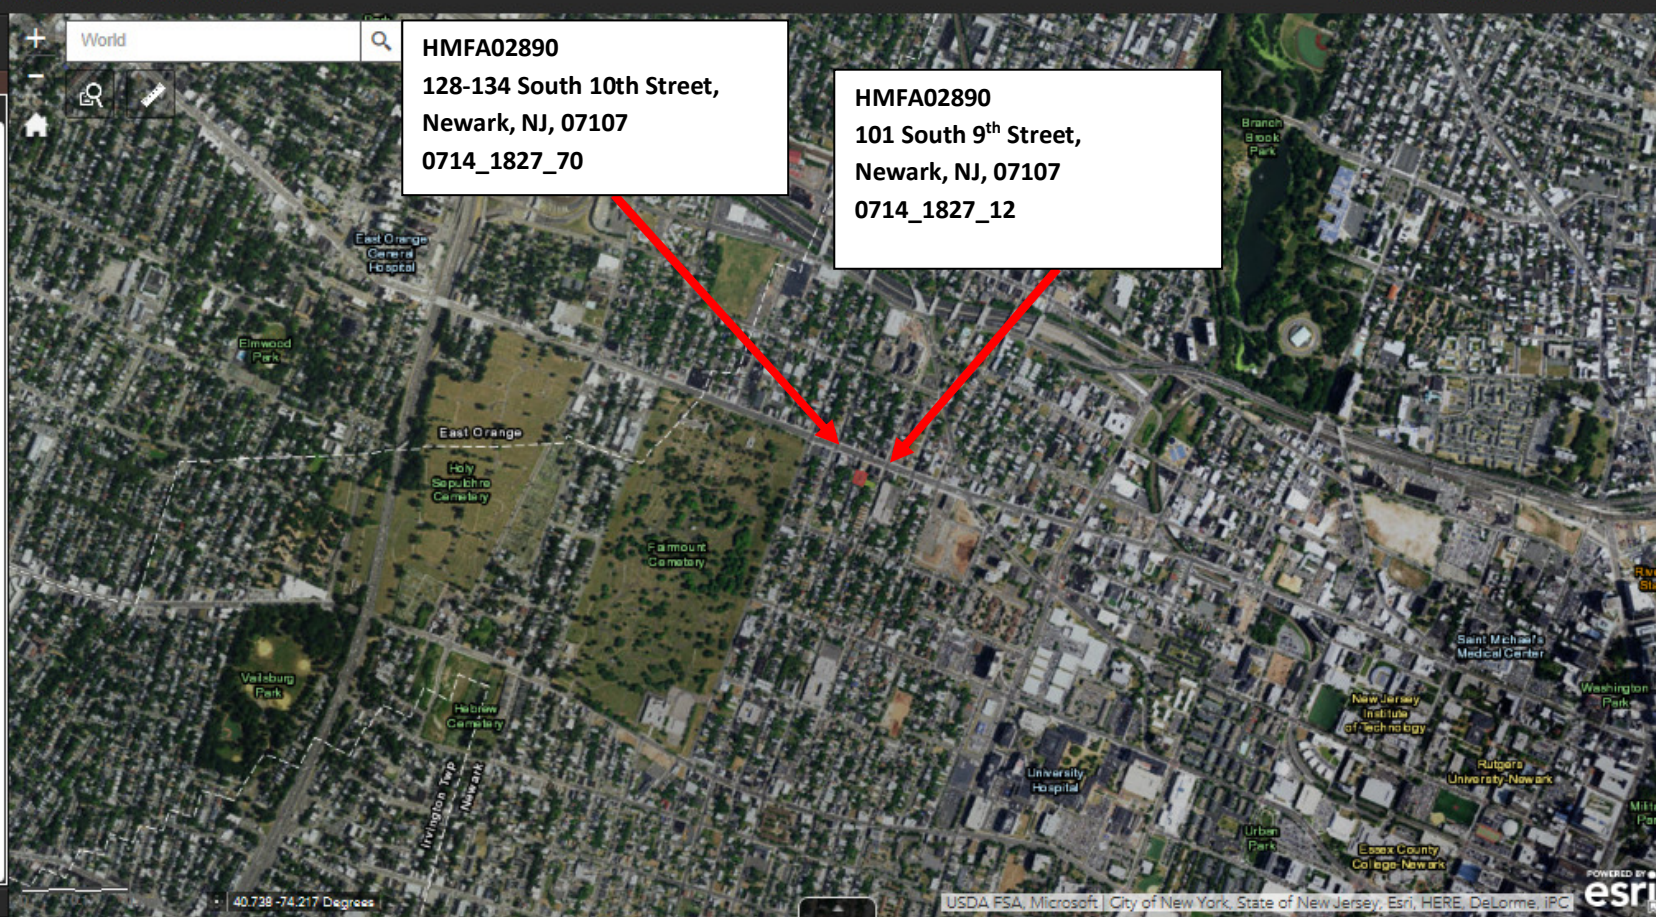 World
HMFA02890
128-134 South 10th Street,
Newark, NJ, 07107
0714_1827_70
HMFA02890
101 South 9th Street,
Newark, NJ, 07107
0714_1827_12
Branch
Brook
Park
East Orange
General
Hospital
Elmwood
Park
East Orange
Holy
Sepulchre
Cemetery
Fairmount
Cemetery
Vailsburg
Park
Hebrew
Cemetery
Irvington Twp
Newark
University
Hospital
Saint Michael's
Medical Center
Washington
Park
New Jersey
Institute
of Technology
Rutgers
University-Newark
Urban
Park
Essex County
College-Newark
40.738 -74.217 Degrees
USDA FSA, Microsoft | City of New York, State of New Jersey, Esri, HERE, DeLorme, iPC
POWERED BY
esri